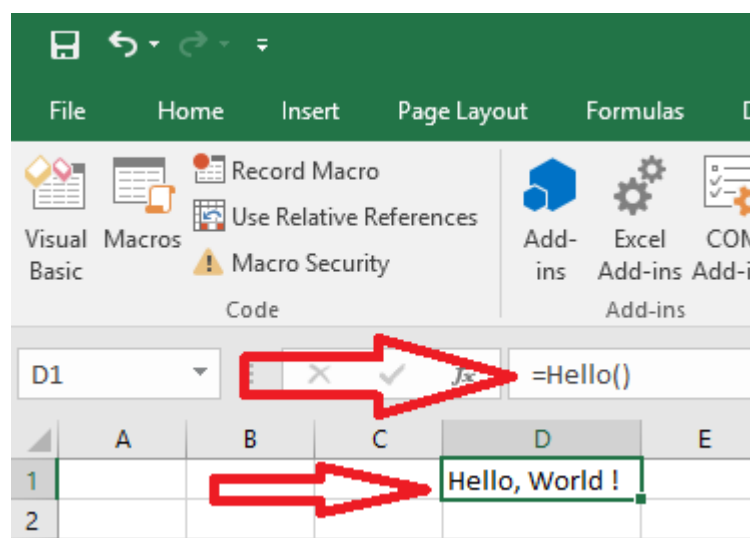 File Home Insert Page Layout Formulas
Record Macro
Use Relative References
Macro Security
Visual Basic
Macros
Add-ins
Excel Add-ins
Code
Add-ins
D1
fx
=Hello()
A B C D E
1 Hello, World !
2